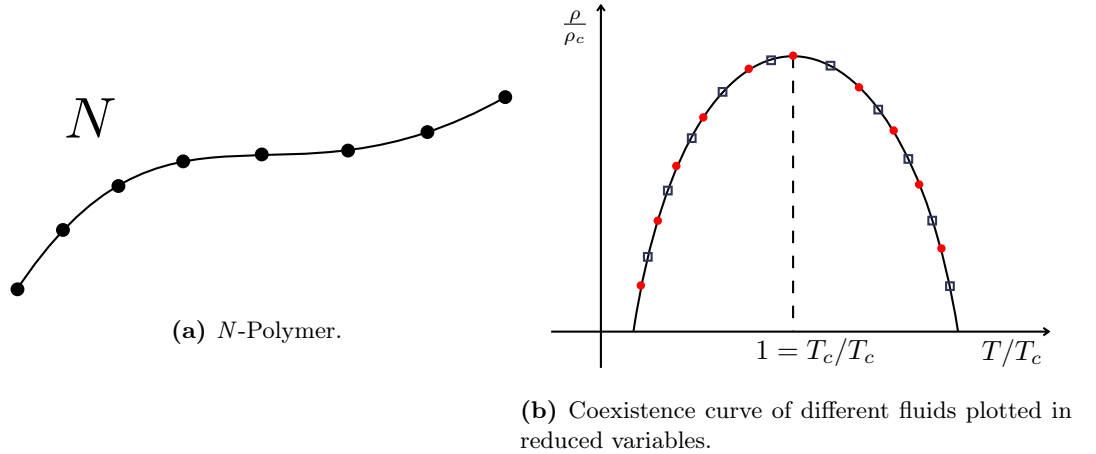 N
(a) N-Polymer.
ρ/ρ_c
1 = T_c/T_c
T/T_c
(b) Coexistence curve of different fluids plotted in
reduced variables.